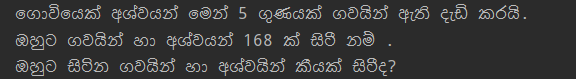 ගොවියෙක් අශ්වයන් මෙන් 5 ගුණයක් ගවයින් ඇති දැඩි කරයි.
ඔහුට ගවයින් හා අශ්වයන් 168 ක් සිටී නම් .
ඔහුට සිටින ගවයින් හා අශ්වයින් කීයක් සිටීද?